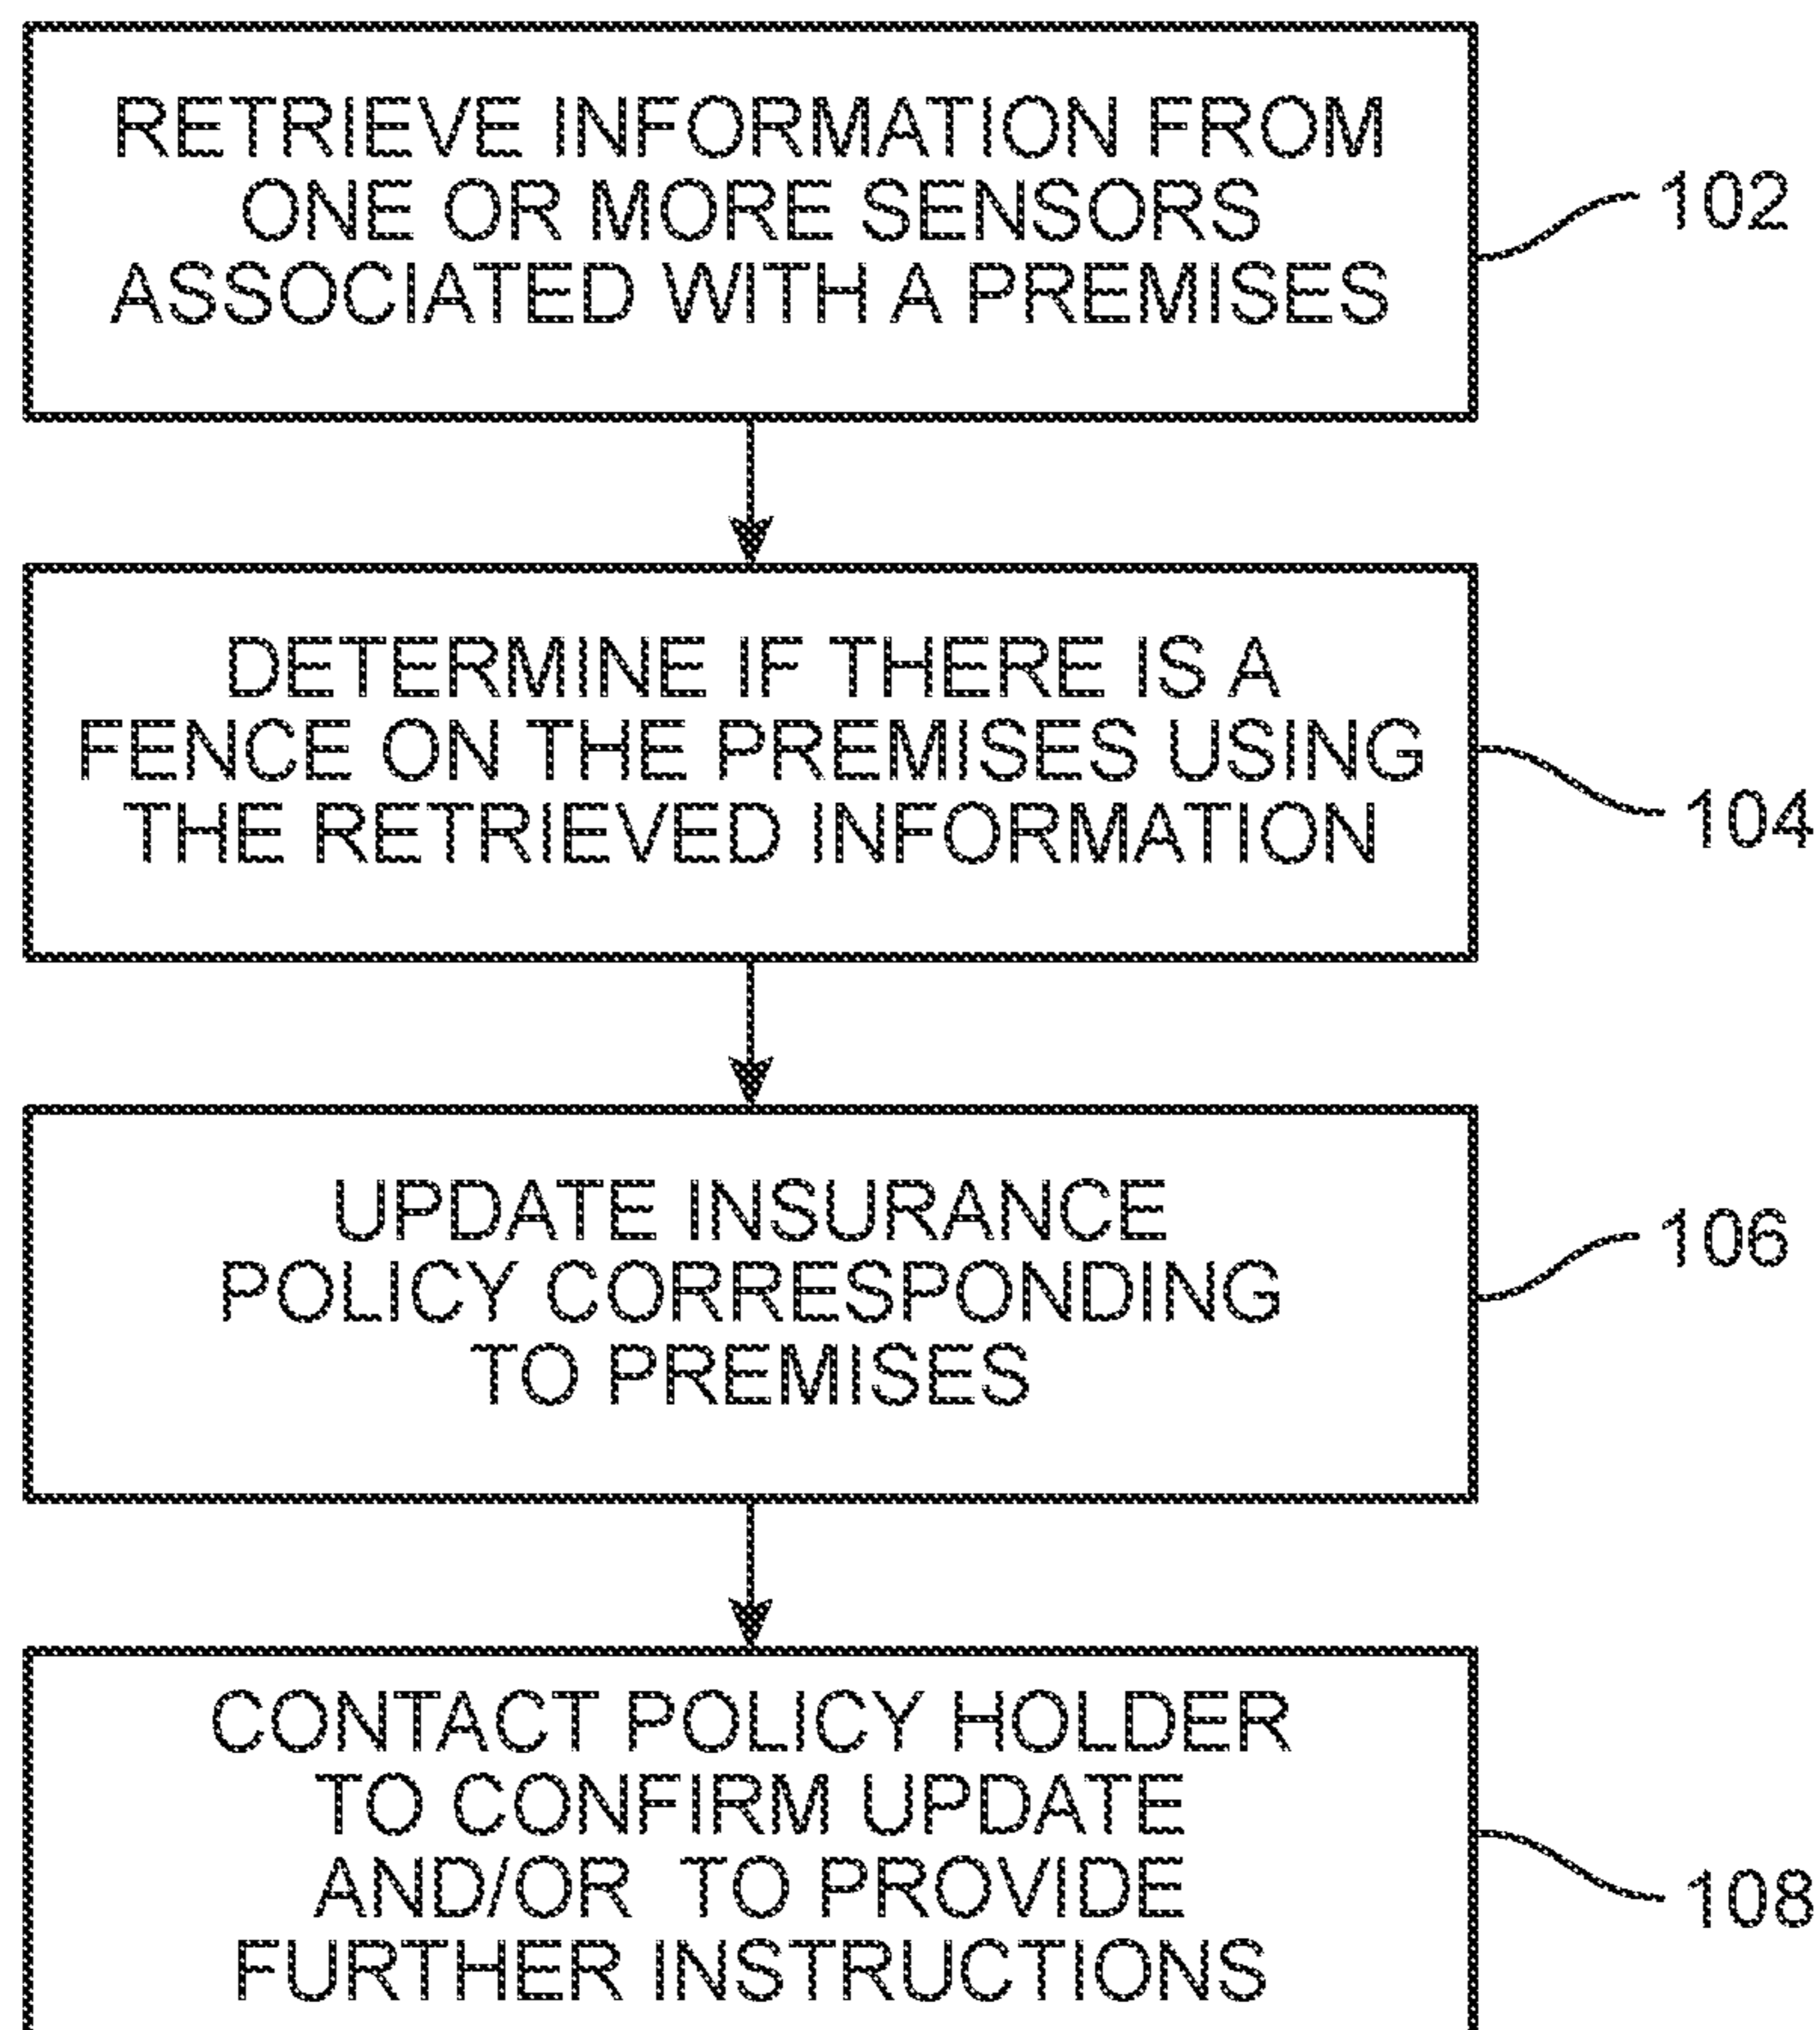 RETRIEVE INFORMATION FROM
ONE OR MORE SENSORS
ASSOCIATED WITH A PREMISES
102
DETERMINE IF THERE IS A
FENCE ON THE PREMISES USING
THE RETRIEVED INFORMATION
104
UPDATE INSURANCE
POLICY CORRESPONDING
TO PREMISES
106
CONTACT POLICY HOLDER
TO CONFIRM UPDATE
AND/OR TO PROVIDE
FURTHER INSTRUCTIONS
108